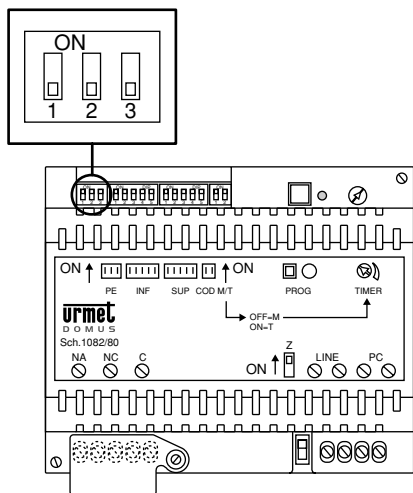 ON
1 2 3
ON ON
PE INF SUP COD M/T PROG TIMER
OFF=M
ON=T
urmet
DOMUS
Sch.1082/80
NA NC C
Z
ON LINE PC